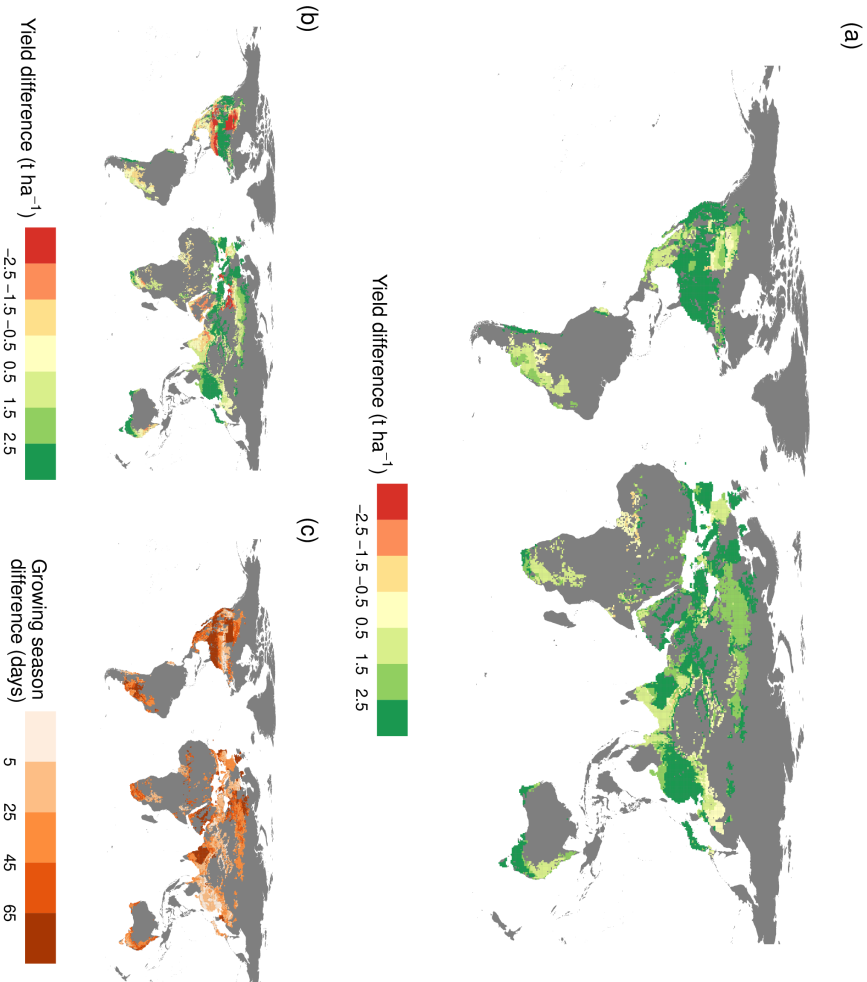 (a)
Yield difference (t ha−1)
−2.5 −1.5 −0.5 0.5 1.5 2.5
(b)
Yield difference (t ha−1)
−2.5 −1.5 −0.5 0.5 1.5 2.5
(c)
Growing season
difference (days)
5 25 45 65